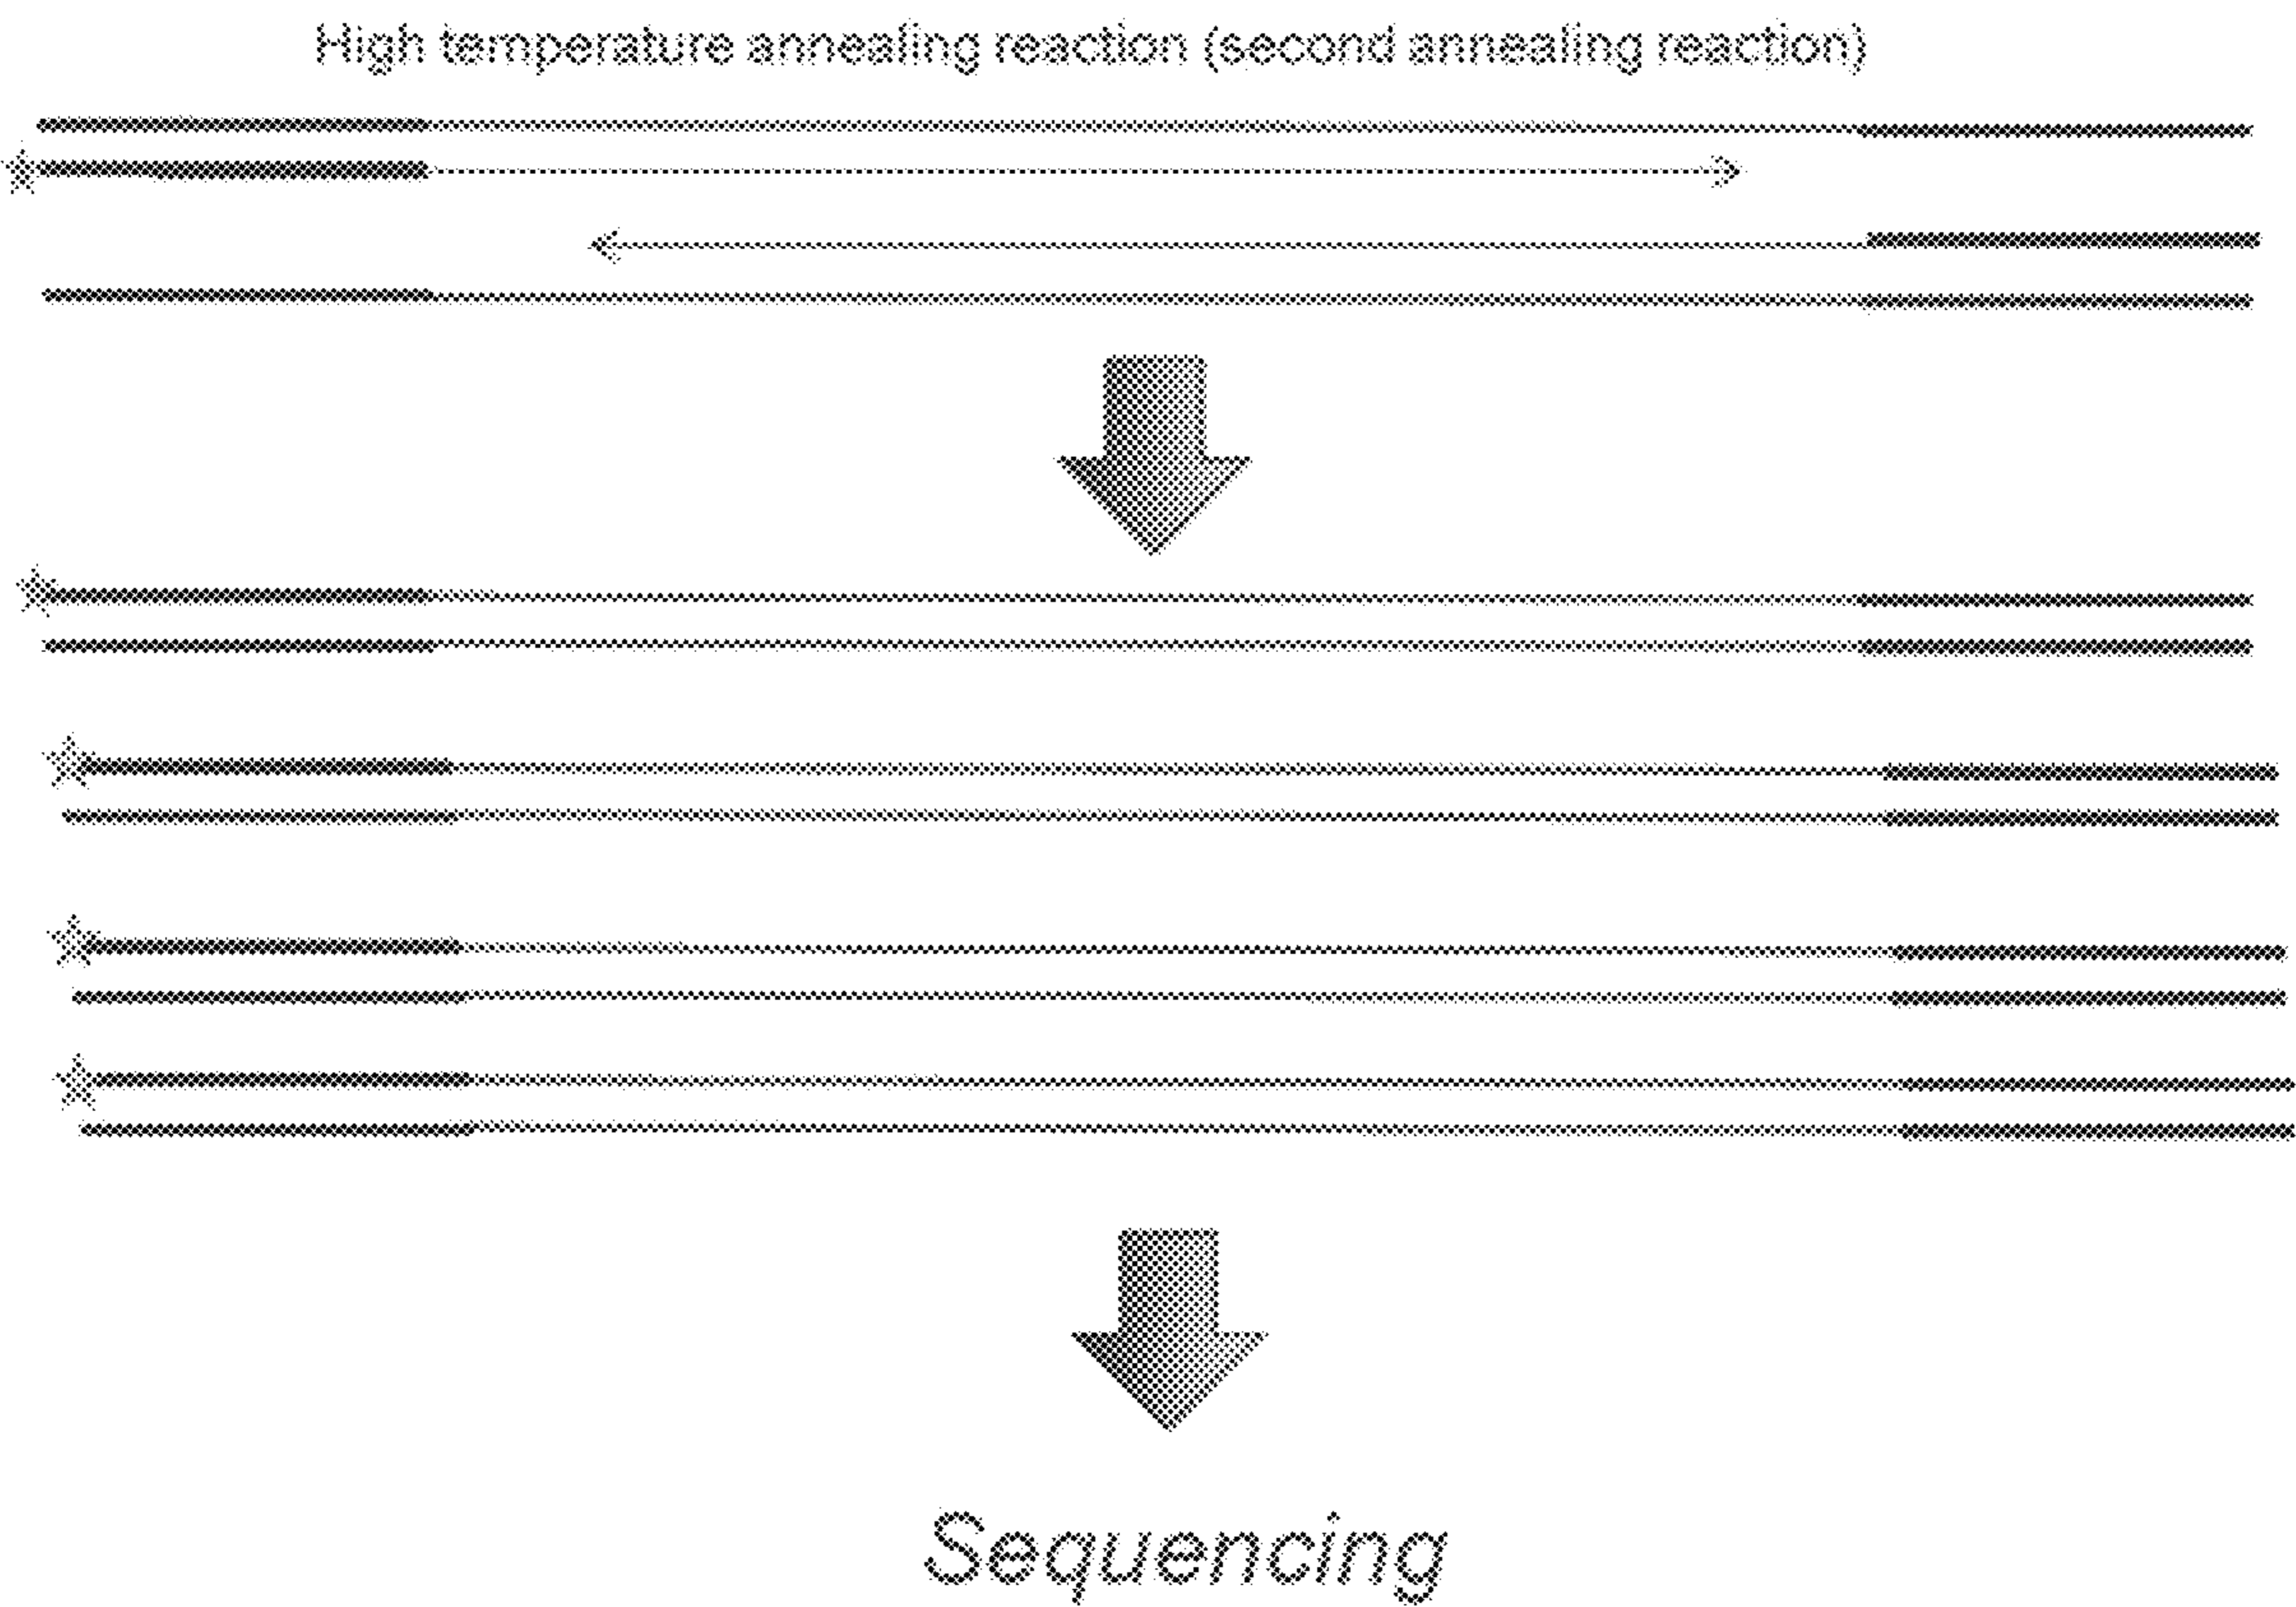 High temperature annealing reaction (second annealing reaction)
Sequencing